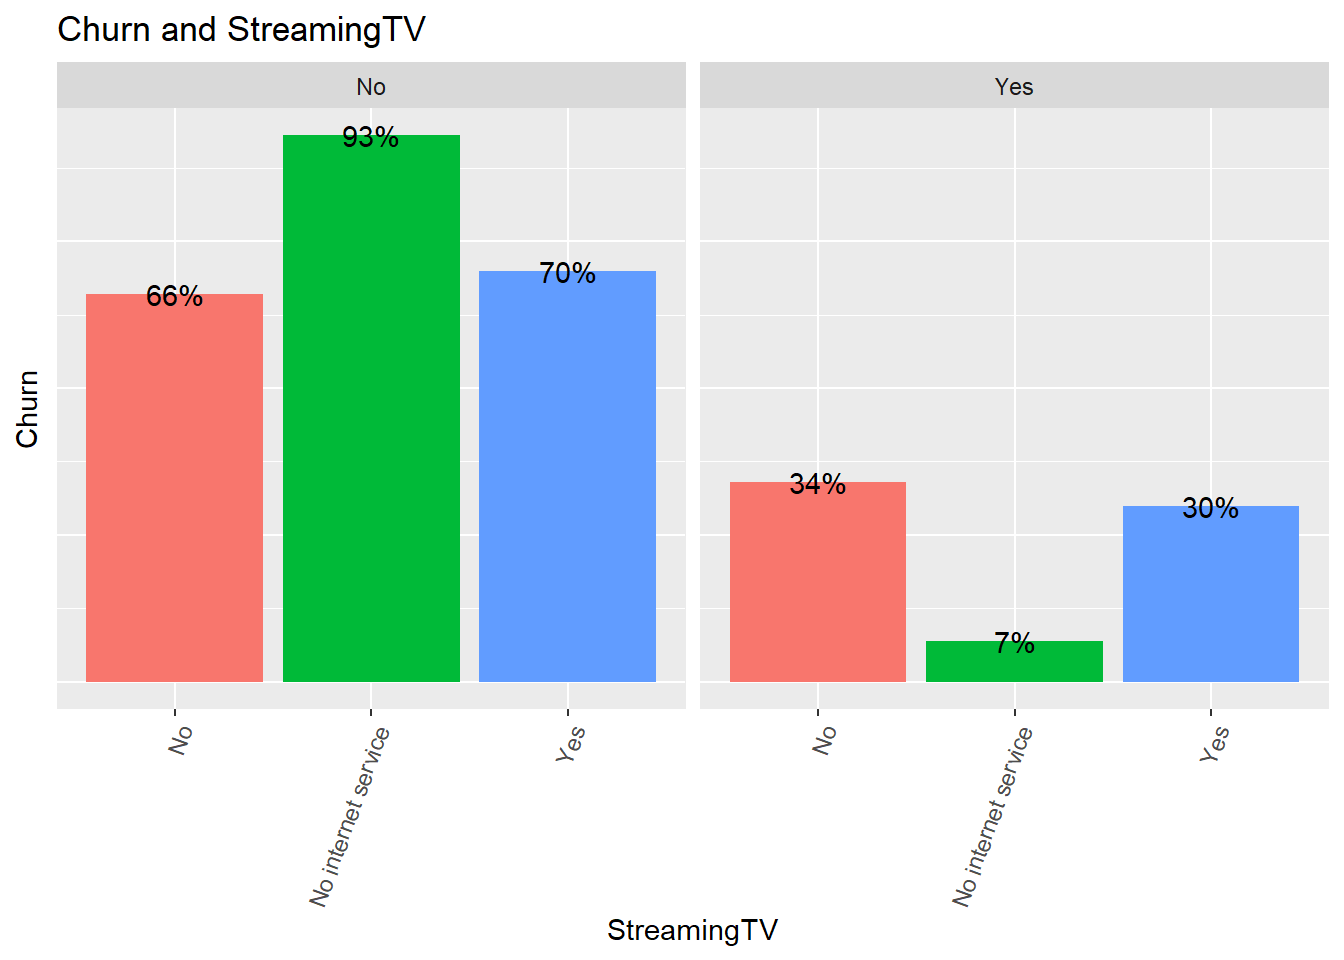 Churn and StreamingTV
No
Yes
93%
70%
66%
34%
30%
7%
Churn
No
No internet service
Yes
No
No internet service
Yes
StreamingTV